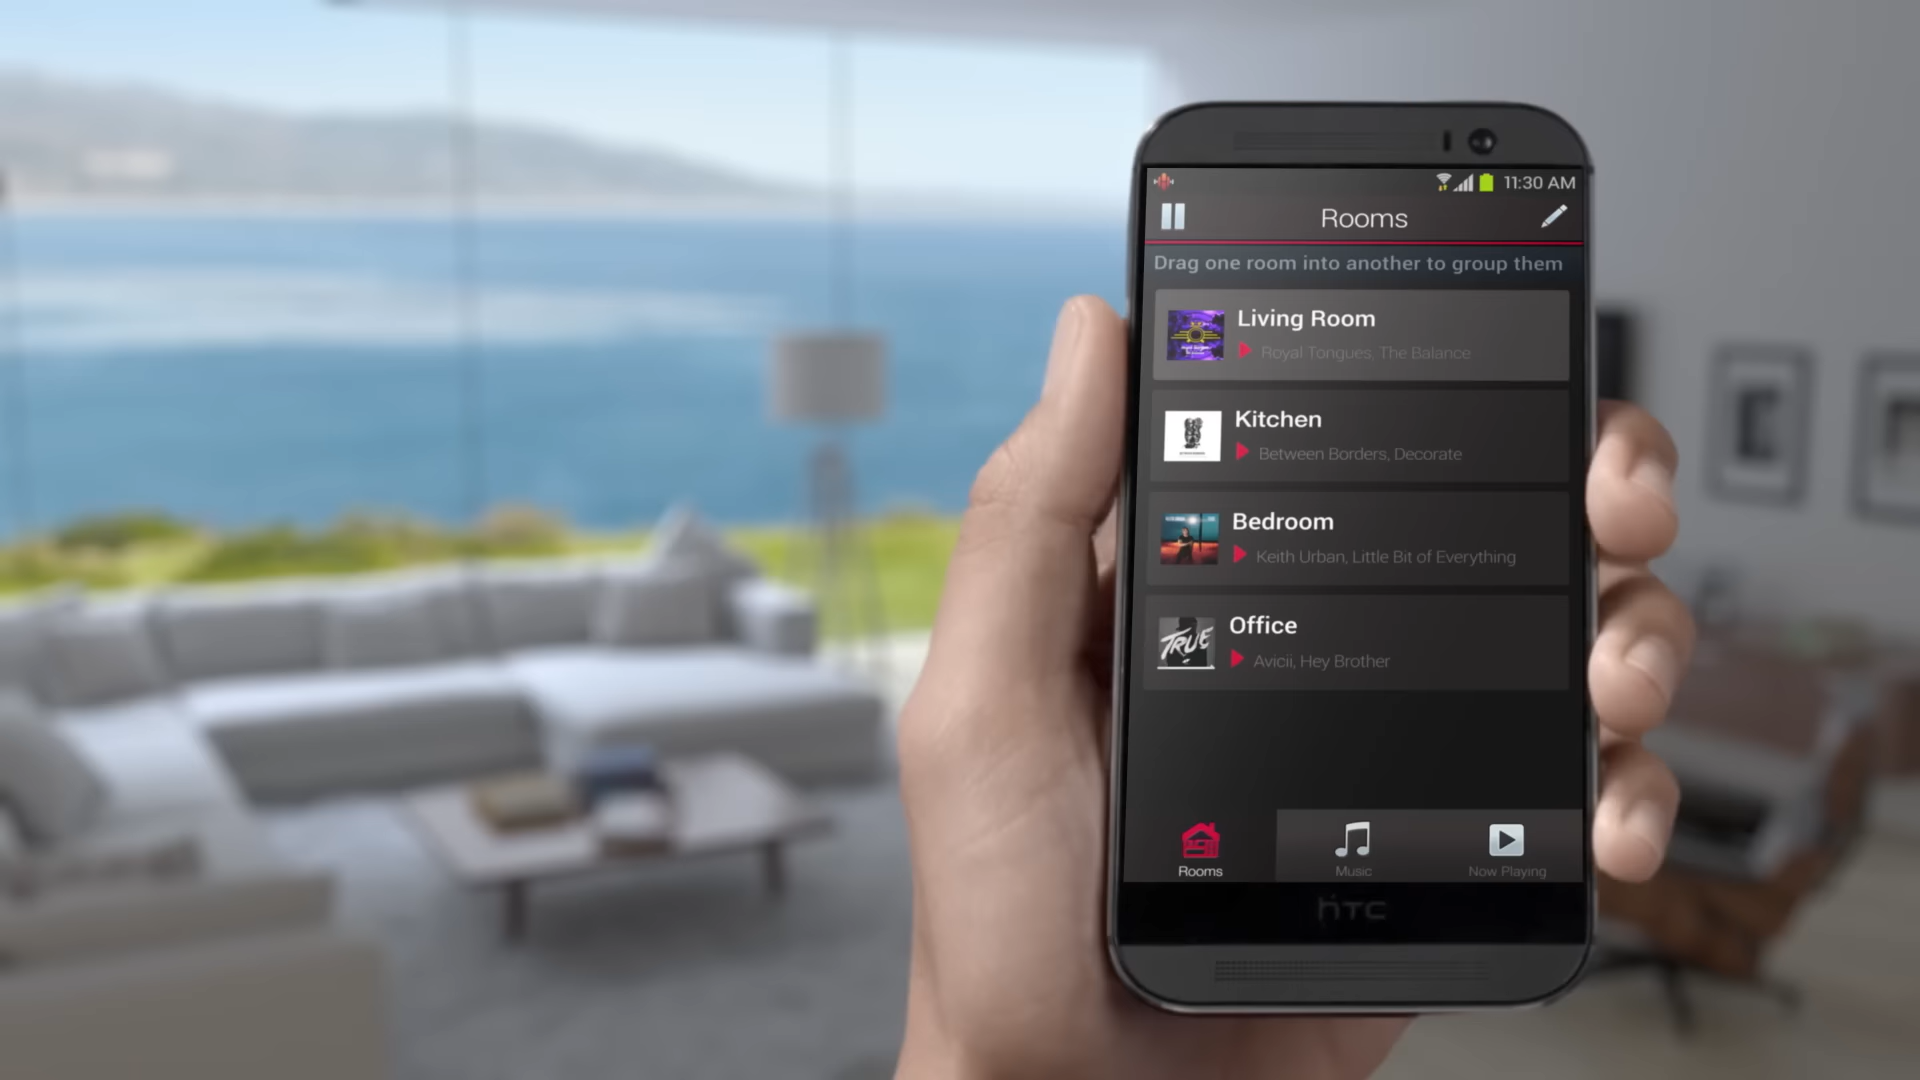 11:30 AM
Rooms
Drag one room into another to group them
Living Room
Royal Tongues, The Balance
Kitchen
Between Borders, Decorate
Bedroom
Keith Urban, Little Bit of Everything
TRUE
Office
Avicii, Hey Brother
Rooms
Music
Now Playing
hTC